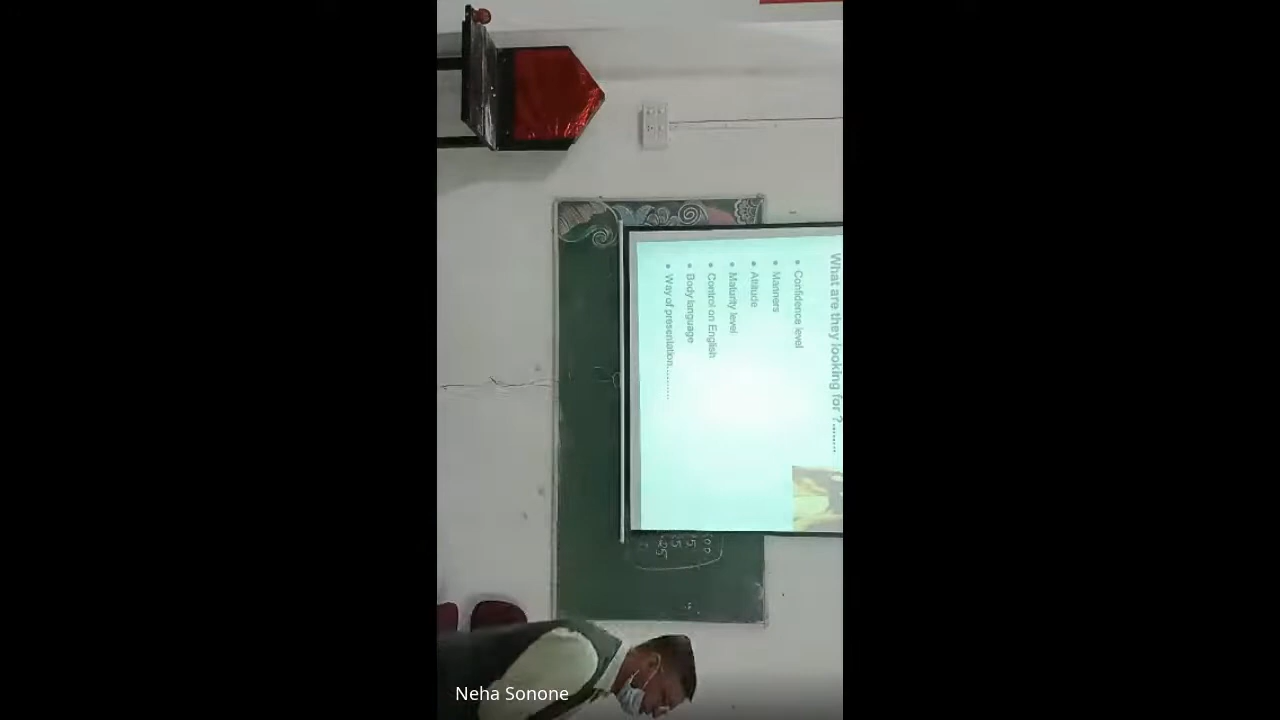 What are they looking for ?........
• Confidence level
• Manners
• Attitude
• Maturity level
• Control on English
• Body language
• Way of presentation..........
Neha Sonone